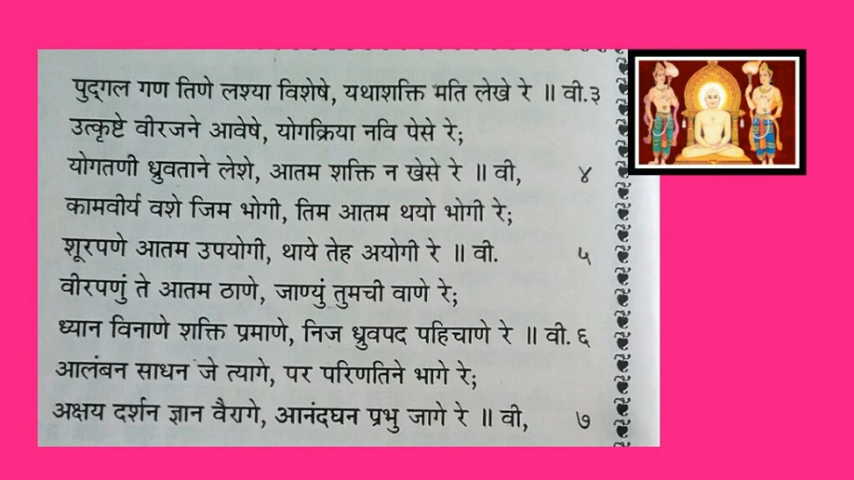 पुद्गल गण तिणे लश्या विशेषे, यथाशक्ति मति लेखे रे ॥ वी.३
उत्कृष्टे वीरजने आवेषे, योगक्रिया नवि पेसे रे;
योगतणी ध्रुवताने लेशे, आतम शक्ति न खेसे रे ॥ वी, ४
कामवीर्य वशे जिम भोगी, तिम आतम थयो भोगी रे;
शूरपणे आतम उपयोगी, थाये तेह अयोगी रे ॥ वी. ५
वीरपणुं ते आतम ठाणे, जाण्युं तुमची वाणे रे;
ध्यान विनाणे शक्ति प्रमाणे, निज ध्रुवपद पहिचाणे रे ॥ वी. ६
आलंबन साधन जे त्यागे, पर परिणतिने भागे रे;
अक्षय दर्शन ज्ञान वैरागे, आनंदघन प्रभु जागे रे ॥ वी, ७